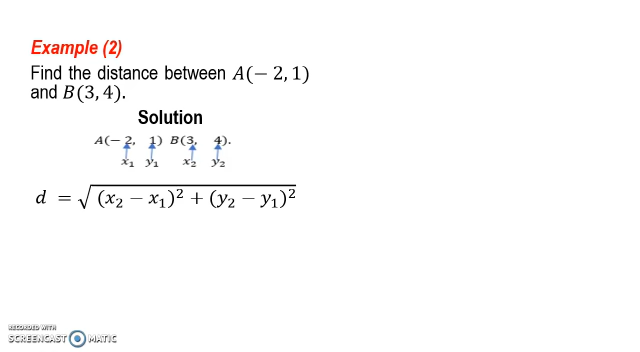 Example (2)
Find the distance between A(− 2, 1)
and B(3, 4).
Solution
A(− 2, 1) B(3, 4).
x₁ y₁ x₂ y₂
d = √(x₂ − x₁)² + (y₂ − y₁)²
RECORDED WITH
SCREENCAST MATIC